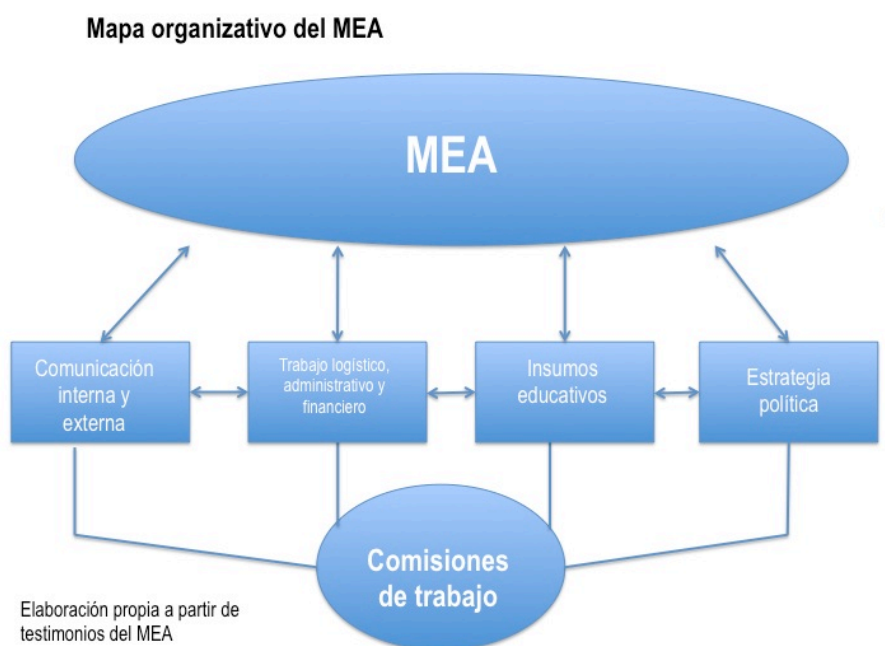 Mapa organizativo del MEA
MEA
Comunicación
interna y
externa
Trabajo logístico,
administrativo y
financiero
Insumos
educativos
Estrategia
política
Comisiones
de trabajo
Elaboración propia a partir de
testimonios del MEA